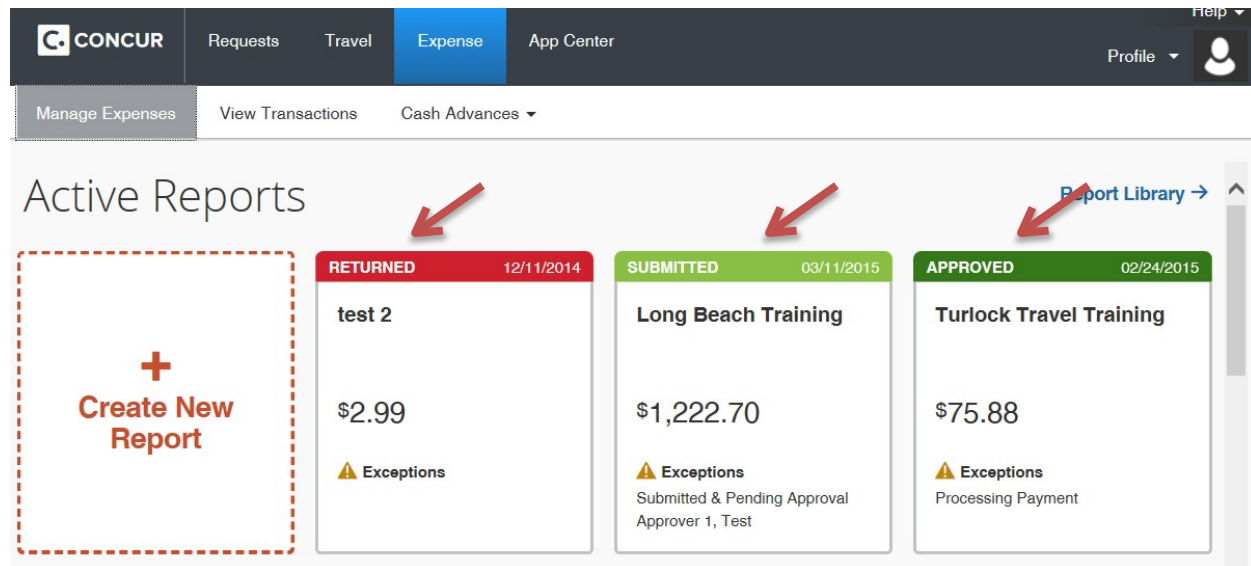 Help
C. CONCUR Requests Travel Expense App Center
Profile
Manage Expenses View Transactions Cash Advances
Active Reports
Report Library →
+
Create New
Report
RETURNED 12/11/2014
test 2
$2.99
Exceptions
SUBMITTED 03/11/2015
Long Beach Training
$1,222.70
Exceptions
Submitted & Pending Approval
Approver 1, Test
APPROVED 02/24/2015
Turlock Travel Training
$75.88
Exceptions
Processing Payment